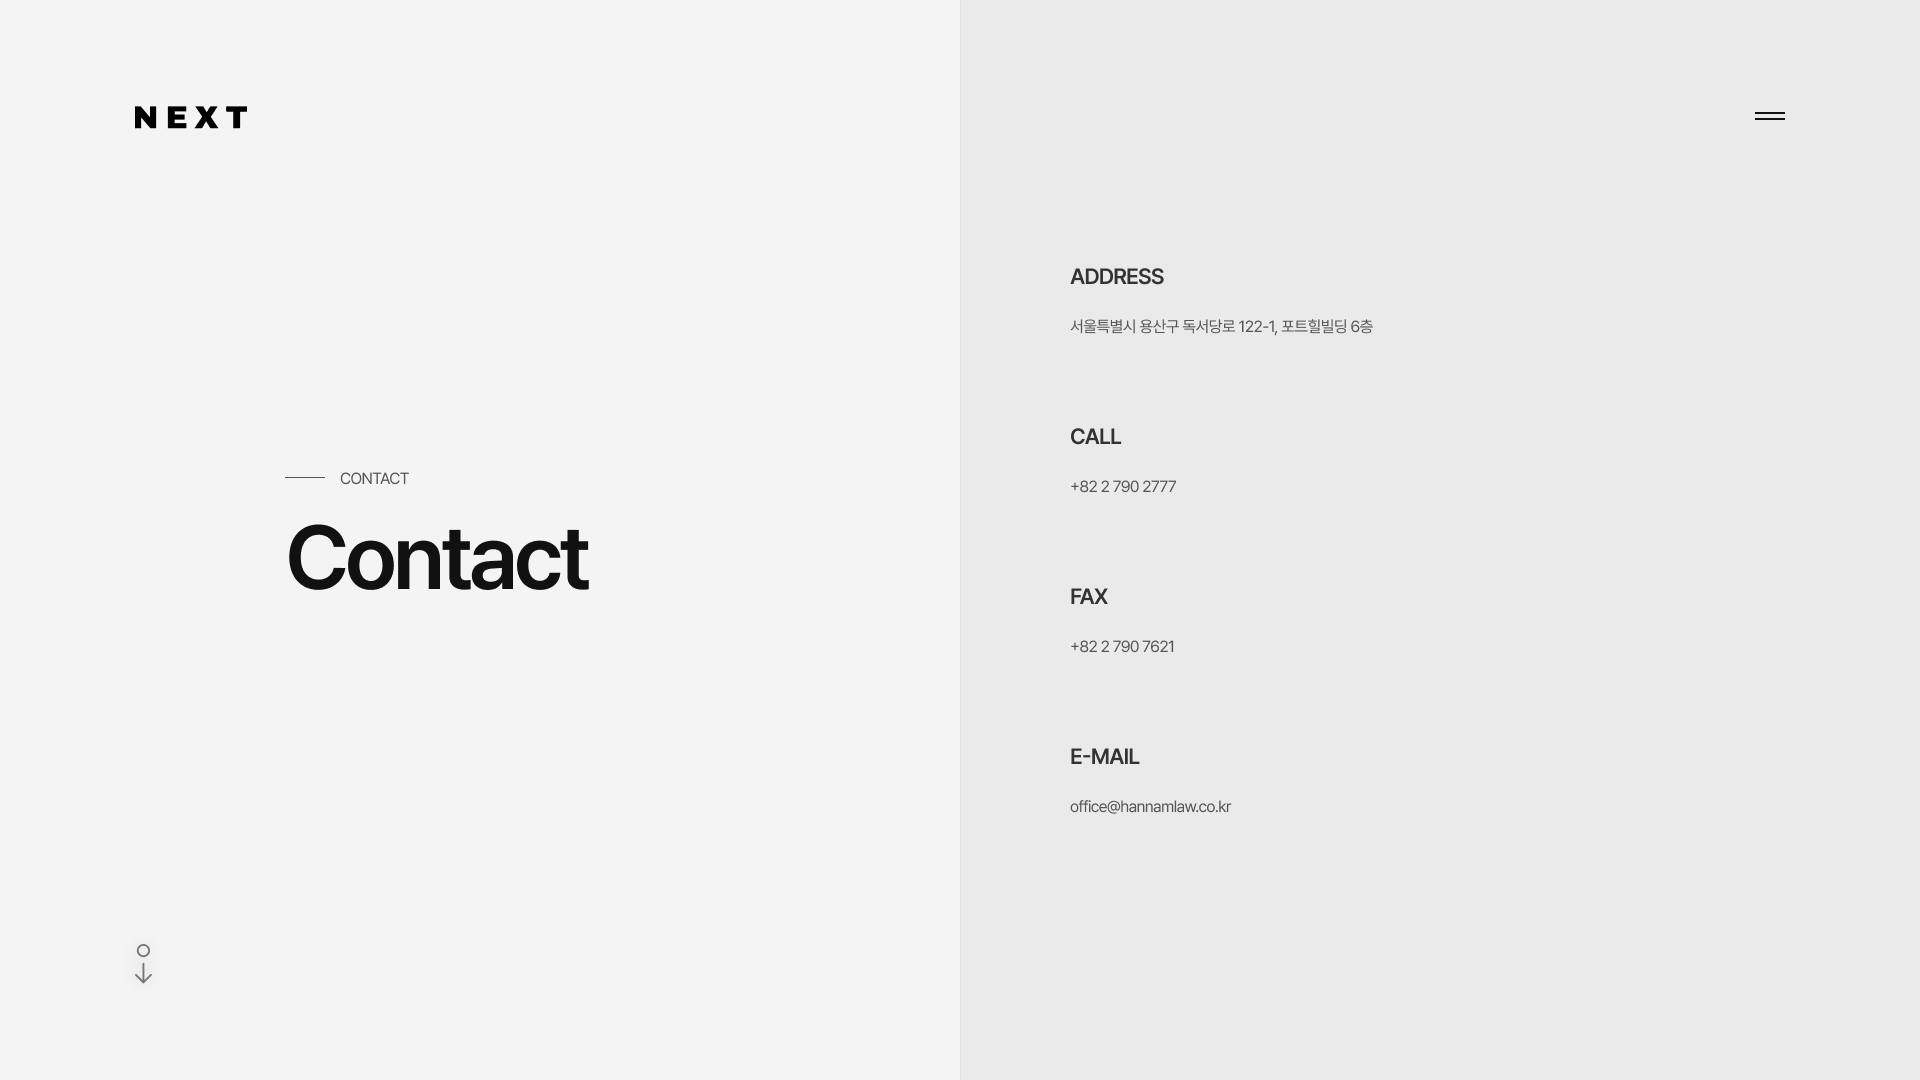 NEXT
CONTACT
Contact
ADDRESS
서울특별시 용산구 독서당로 122-1, 포트힐빌딩 6층
CALL
+82 2 790 2777
FAX
+82 2 790 7621
E-MAIL
office@hannamlaw.co.kr